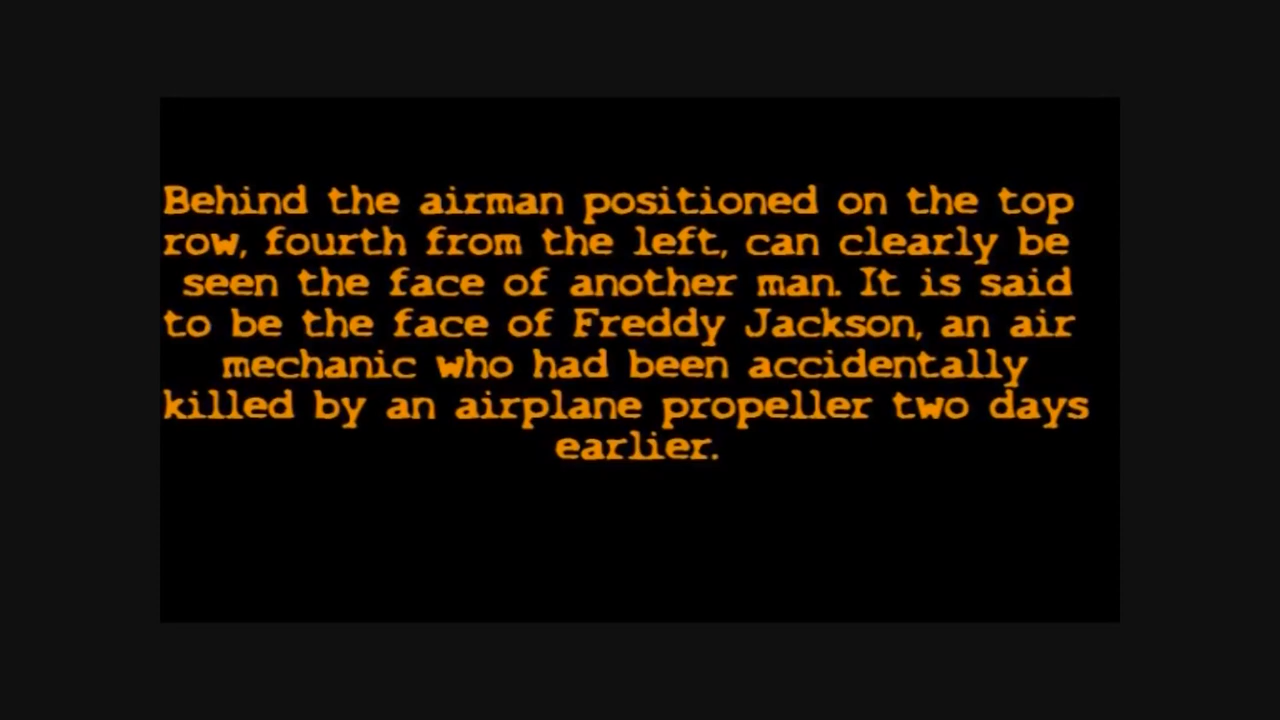 Behind the airman positioned on the top
row, fourth from the left, can clearly be
seen the face of another man. It is said
to be the face of Freddy Jackson, an air
mechanic who had been accidentally
killed by an airplane propeller two days
earlier.